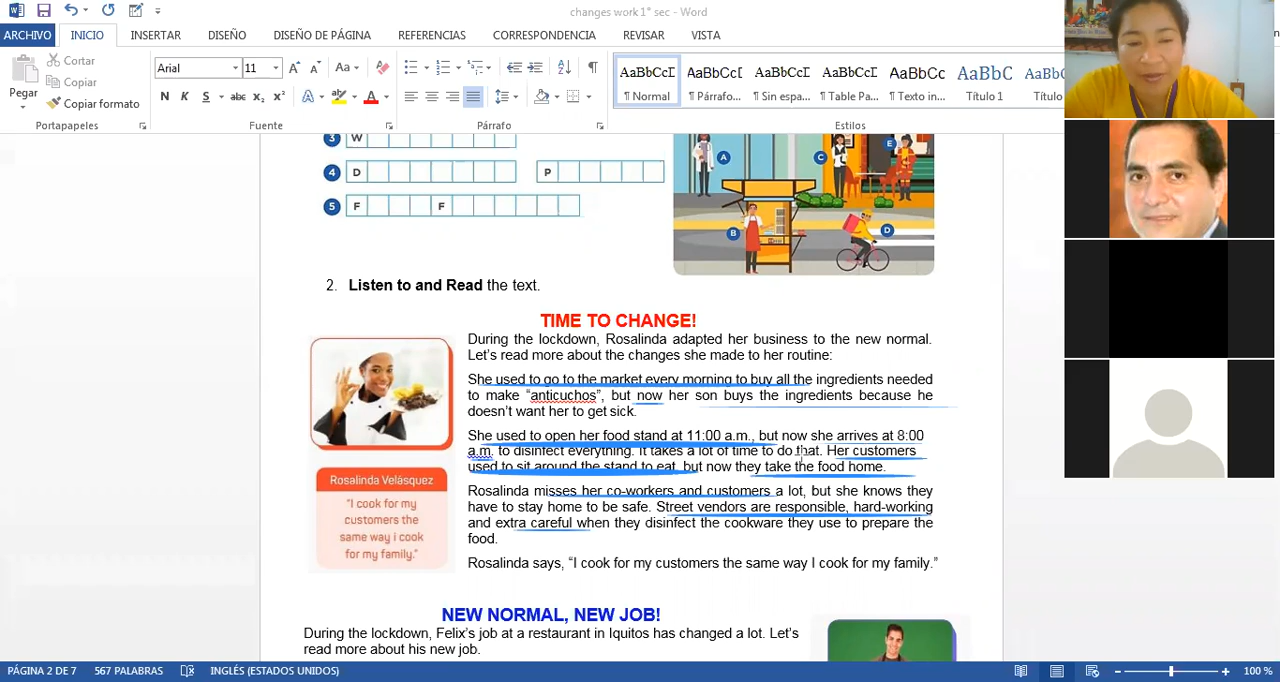 changes work 1° sec - Word
ARCHIVO INICIO INSERTAR DISEÑO DISEÑO DE PÁGINA REFERENCIAS CORRESPONDENCIA REVISAR VISTA
Cortar
Copiar
Pegar
Copiar formato
Portapapeles
Arial 11
Aa
N K S abc x₂ x²
Fuente
Párrafo
AaBbCcI AaBbCcD AaBbCcI AaBbCcI AaBbCc AaBbC AaBbC
¶ Normal ¶ Párrafo... ¶ Sin espa... ¶ Table Pa... ¶ Texto in... Título 1 Título
Estilos
3 W
4 D P
5 F F
A C E
B D
2. Listen to and Read the text.
TIME TO CHANGE!
During the lockdown, Rosalinda adapted her business to the new normal.
Let's read more about the changes she made to her routine:
She used to go to the market every morning to buy all the ingredients needed
to make “anticuchos”, but now her son buys the ingredients because he
doesn't want her to get sick.
She used to open her food stand at 11:00 a.m., but now she arrives at 8:00
a.m. to disinfect everything. It takes a lot of time to do that. Her customers
used to sit around the stand to eat, but now they take the food home.
Rosalinda misses her co-workers and customers a lot, but she knows they
have to stay home to be safe. Street vendors are responsible, hard-working
and extra careful when they disinfect the cookware they use to prepare the
food.
Rosalinda says, “I cook for my customers the same way I cook for my family.”
Rosalinda Velásquez
“I cook for my
customers the
same way i cook
for my family.”
NEW NORMAL, NEW JOB!
During the lockdown, Felix's job at a restaurant in Iquitos has changed a lot. Let's
read more about his new job.
PÁGINA 2 DE 7 567 PALABRAS INGLÉS (ESTADOS UNIDOS) 100 %